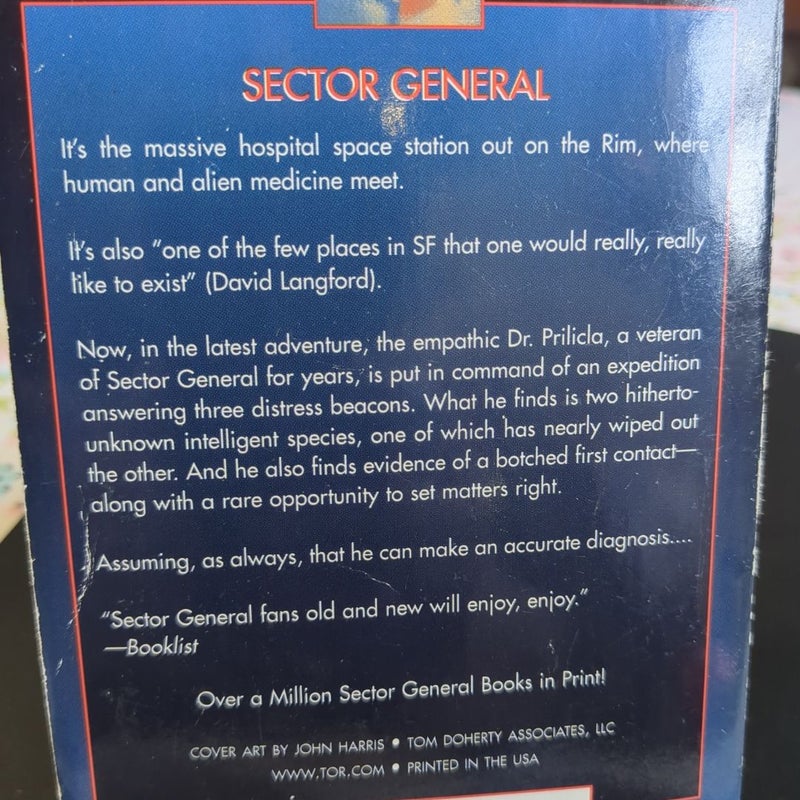 SECTOR GENERAL
It's the massive hospital space station out on the Rim, where
human and alien medicine meet.
It's also "one of the few places in SF that one would really, really
like to exist" (David Langford).
Now, in the latest adventure, the empathic Dr. Prilicla, a veteran
of Sector General for years, is put in command of an expedition
answering three distress beacons. What he finds is two hitherto-
unknown intelligent species, one of which has nearly wiped out
the other. And he also finds evidence of a botched first contact—
along with a rare opportunity to set matters right.
Assuming, as always, that he can make an accurate diagnosis....
"Sector General fans old and new will enjoy, enjoy."
—Booklist
Over a Million Sector General Books in Print!
COVER ART BY JOHN HARRIS • TOM DOHERTY ASSOCIATES, LLC
WWW.TOR.COM • PRINTED IN THE USA